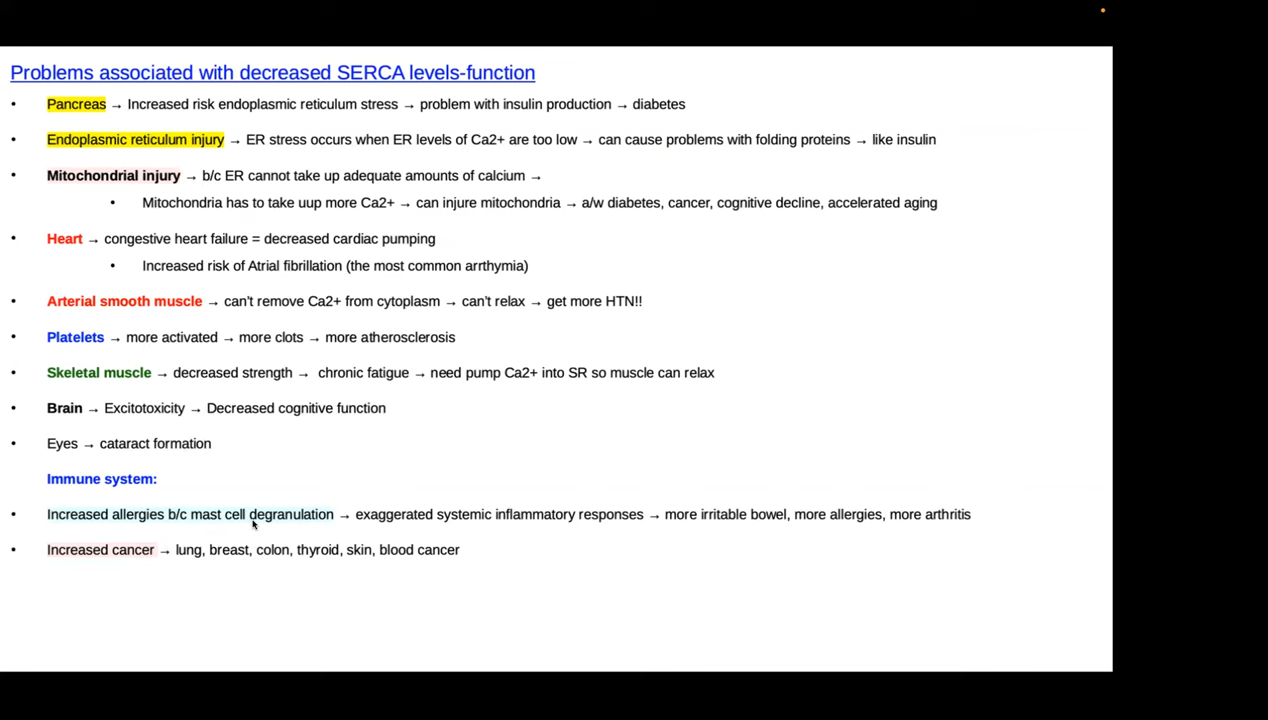 Problems associated with decreased SERCA levels-function
• Pancreas → Increased risk endoplasmic reticulum stress → problem with insulin production → diabetes
• Endoplasmic reticulum injury → ER stress occurs when ER levels of Ca2+ are too low → can cause problems with folding proteins → like insulin
• Mitochondrial injury → b/c ER cannot take up adequate amounts of calcium →
• Mitochondria has to take uup more Ca2+ → can injure mitochondria → a/w diabetes, cancer, cognitive decline, accelerated aging
• Heart → congestive heart failure = decreased cardiac pumping
• Increased risk of Atrial fibrillation (the most common arrthymia)
• Arterial smooth muscle → can't remove Ca2+ from cytoplasm → can't relax → get more HTN!!
• Platelets → more activated → more clots → more atherosclerosis
• Skeletal muscle → decreased strength → chronic fatigue → need pump Ca2+ into SR so muscle can relax
• Brain → Excitotoxicity → Decreased cognitive function
• Eyes → cataract formation
Immune system:
• Increased allergies b/c mast cell degranulation → exaggerated systemic inflammatory responses → more irritable bowel, more allergies, more arthritis
• Increased cancer → lung, breast, colon, thyroid, skin, blood cancer